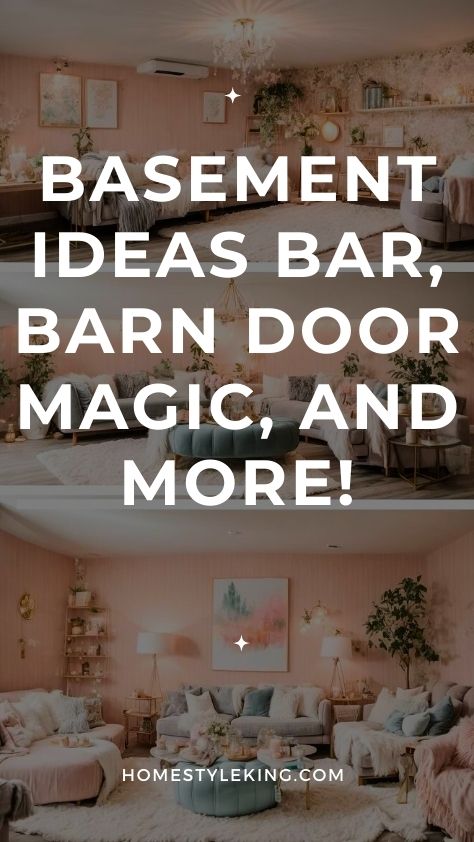 BASEMENT
IDEAS BAR,
BARN DOOR
MAGIC, AND
MORE!
HOMESTYLEKING.COM